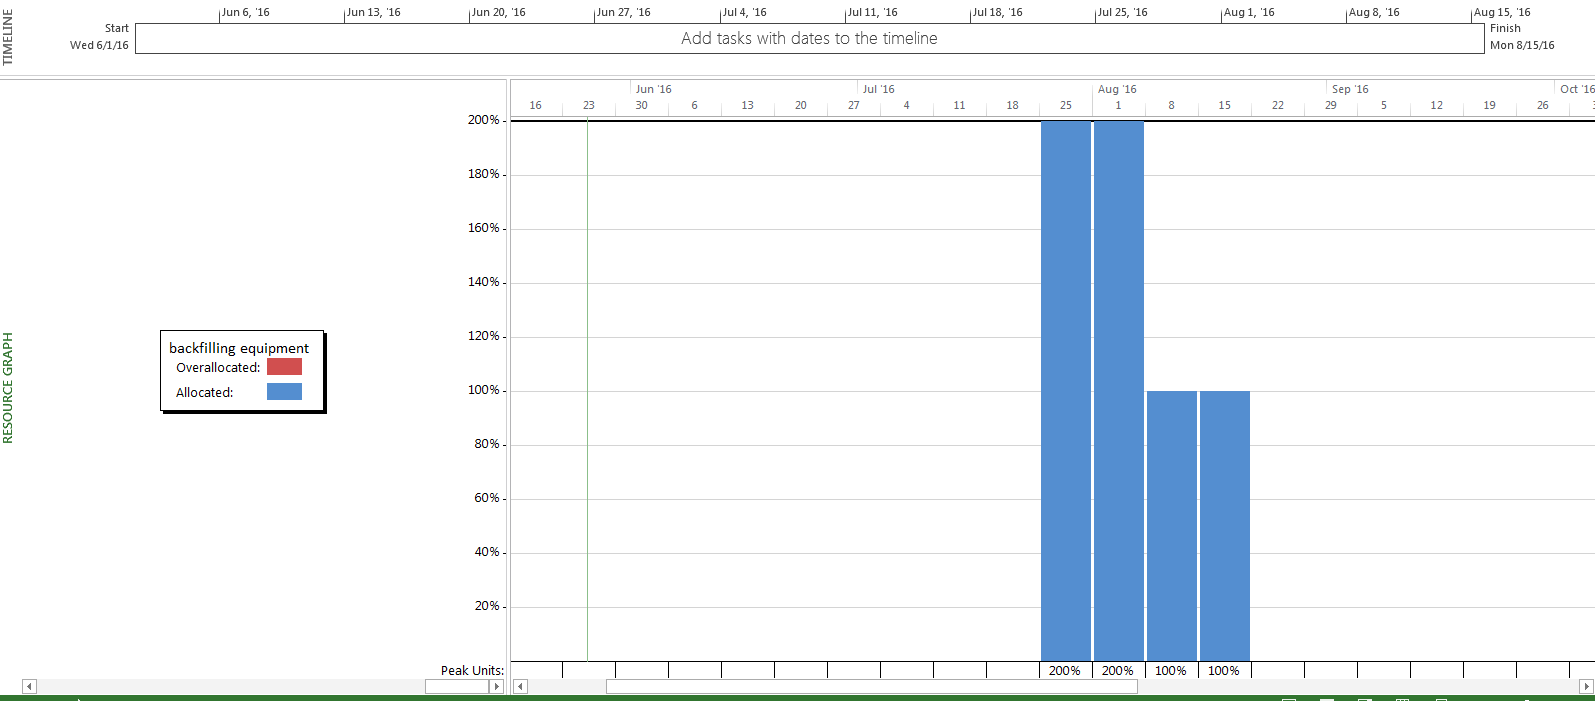 TIMELINE
Jun 6, '16 Jun 13, '16 Jun 20, '16 Jun 27, '16 Jul 4, '16 Jul 11, '16 Jul 18, '16 Jul 25, '16 Aug 1, '16 Aug 8, '16 Aug 15, '16
Start
Wed 6/1/16
Add tasks with dates to the timeline
Finish
Mon 8/15/16
Jun '16 Jul '16 Aug '16 Sep '16 Oct '16
16 23 30 6 13 20 27 4 11 18 25 1 8 15 22 29 5 12 19 26
200%
180%
160%
140%
120%
100%
80%
60%
40%
20%
RESOURCE GRAPH
backfilling equipment
Overallocated:
Allocated:
Peak Units: 200% 200% 100% 100%